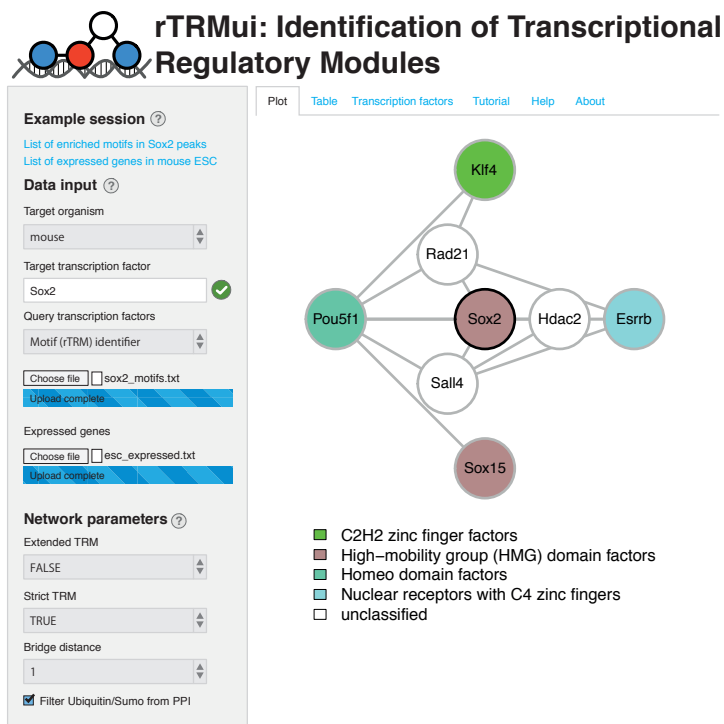 rTRMui: Identification of Transcriptional
Regulatory Modules
Example session ?
List of enriched motifs in Sox2 peaks
List of expressed genes in mouse ESC
Data input ?
Target organism
mouse
Target transcription factor
Sox2
Query transcription factors
Motif (rTRM) identifier
Choose file sox2_motifs.txt
Upload complete
Expressed genes
Choose file esc_expressed.txt
Upload complete
Network parameters ?
Extended TRM
FALSE
Strict TRM
TRUE
Bridge distance
1
Filter Ubiquitin/Sumo from PPI
Plot Table Transcription factors Tutorial Help About
Klf4
Rad21
Pou5f1 Sox2 Hdac2 Esrrb
Sall4
Sox15
C2H2 zinc finger factors
High−mobility group (HMG) domain factors
Homeo domain factors
Nuclear receptors with C4 zinc fingers
unclassified